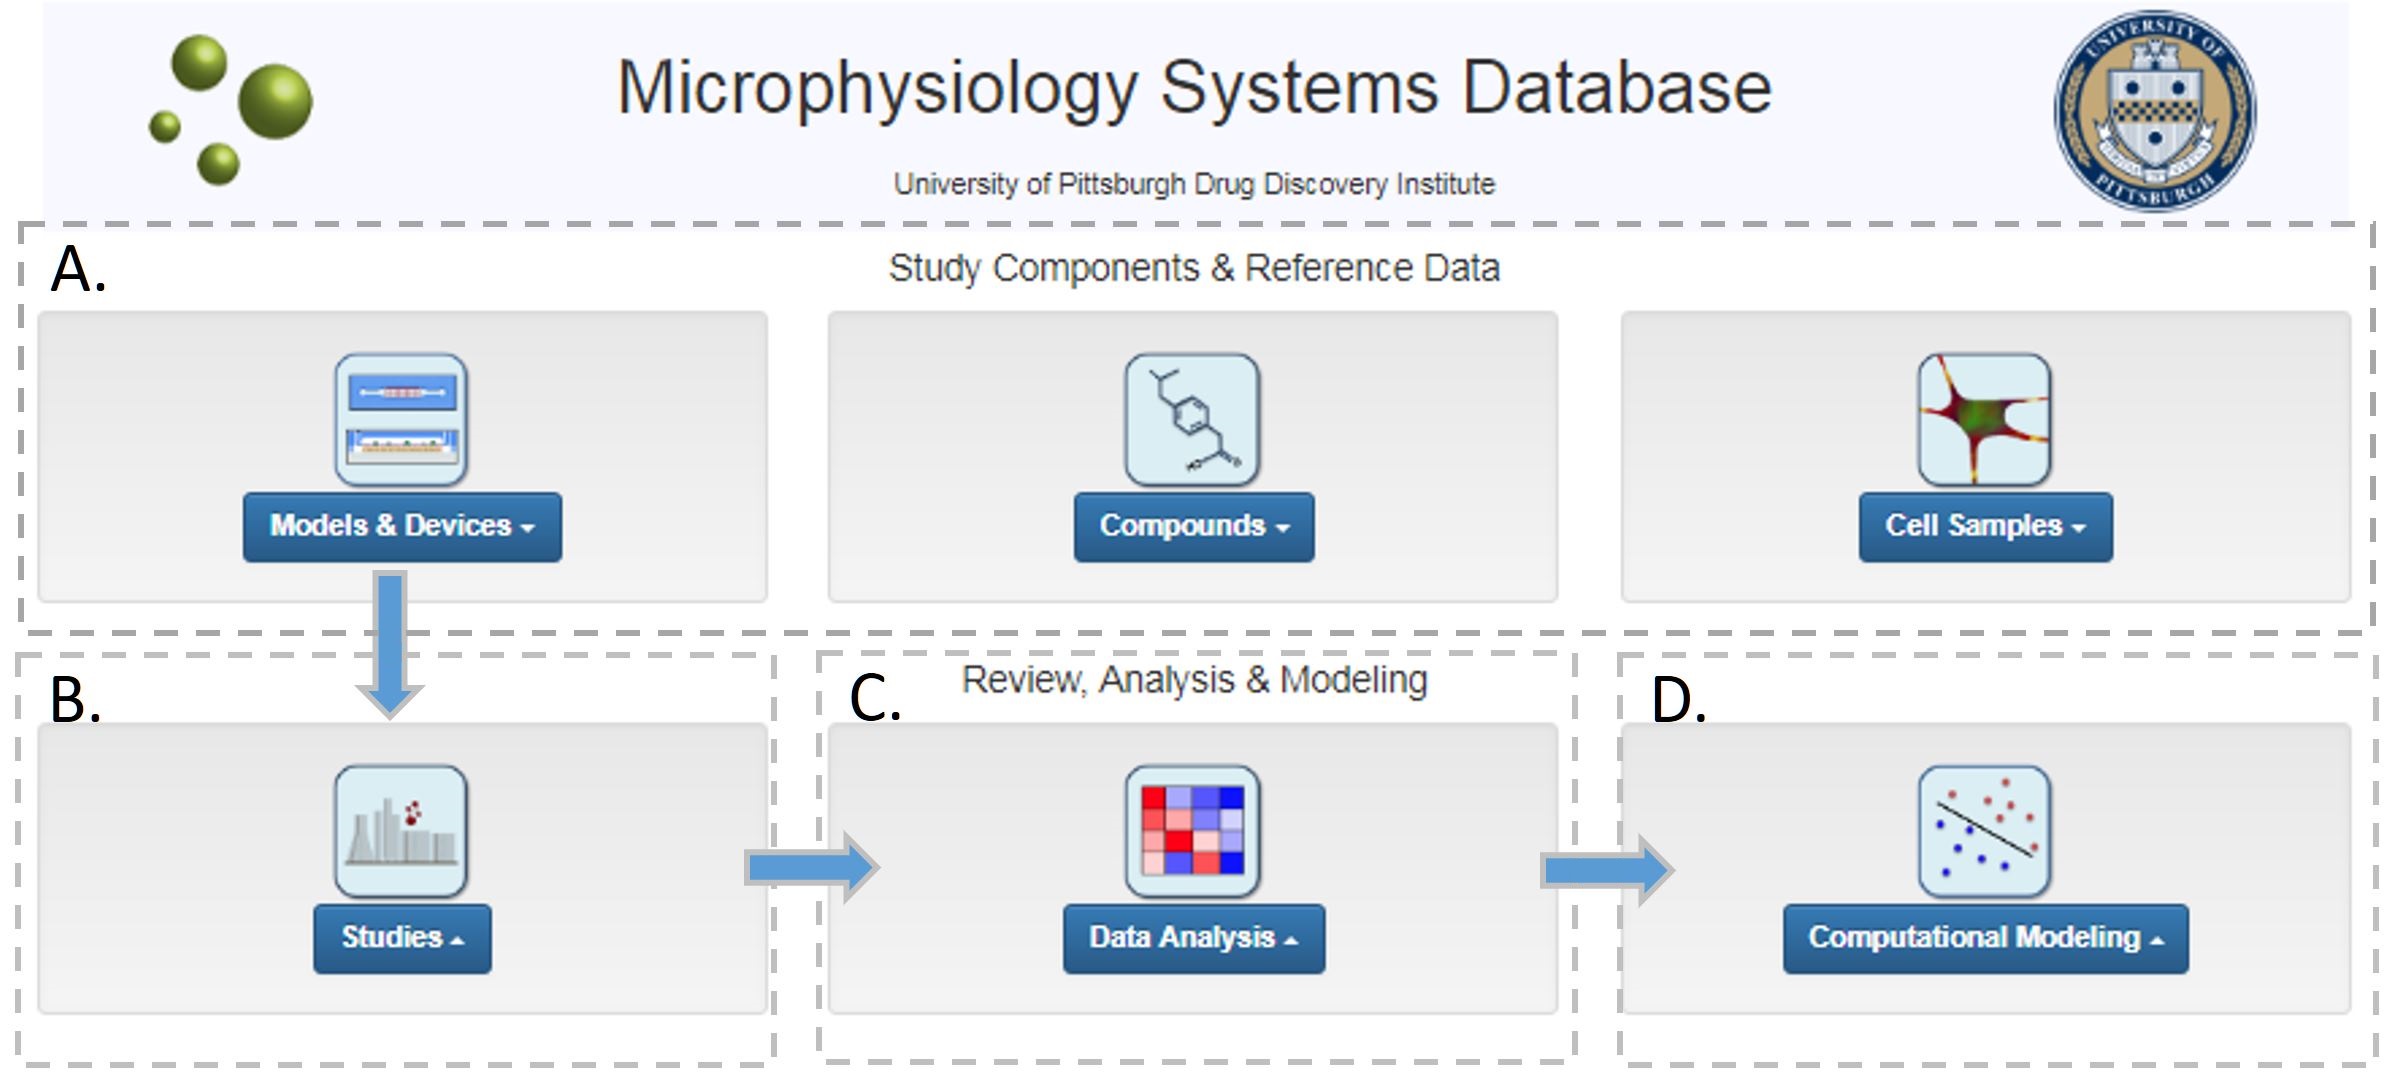 Microphysiology Systems Database
University of Pittsburgh Drug Discovery Institute
UNIVERSITY OF
PITTSBURGH
A.
Study Components & Reference Data
Models & Devices
Compounds
Cell Samples
B.
C.
Review, Analysis & Modeling
D.
Studies
Data Analysis
Computational Modeling